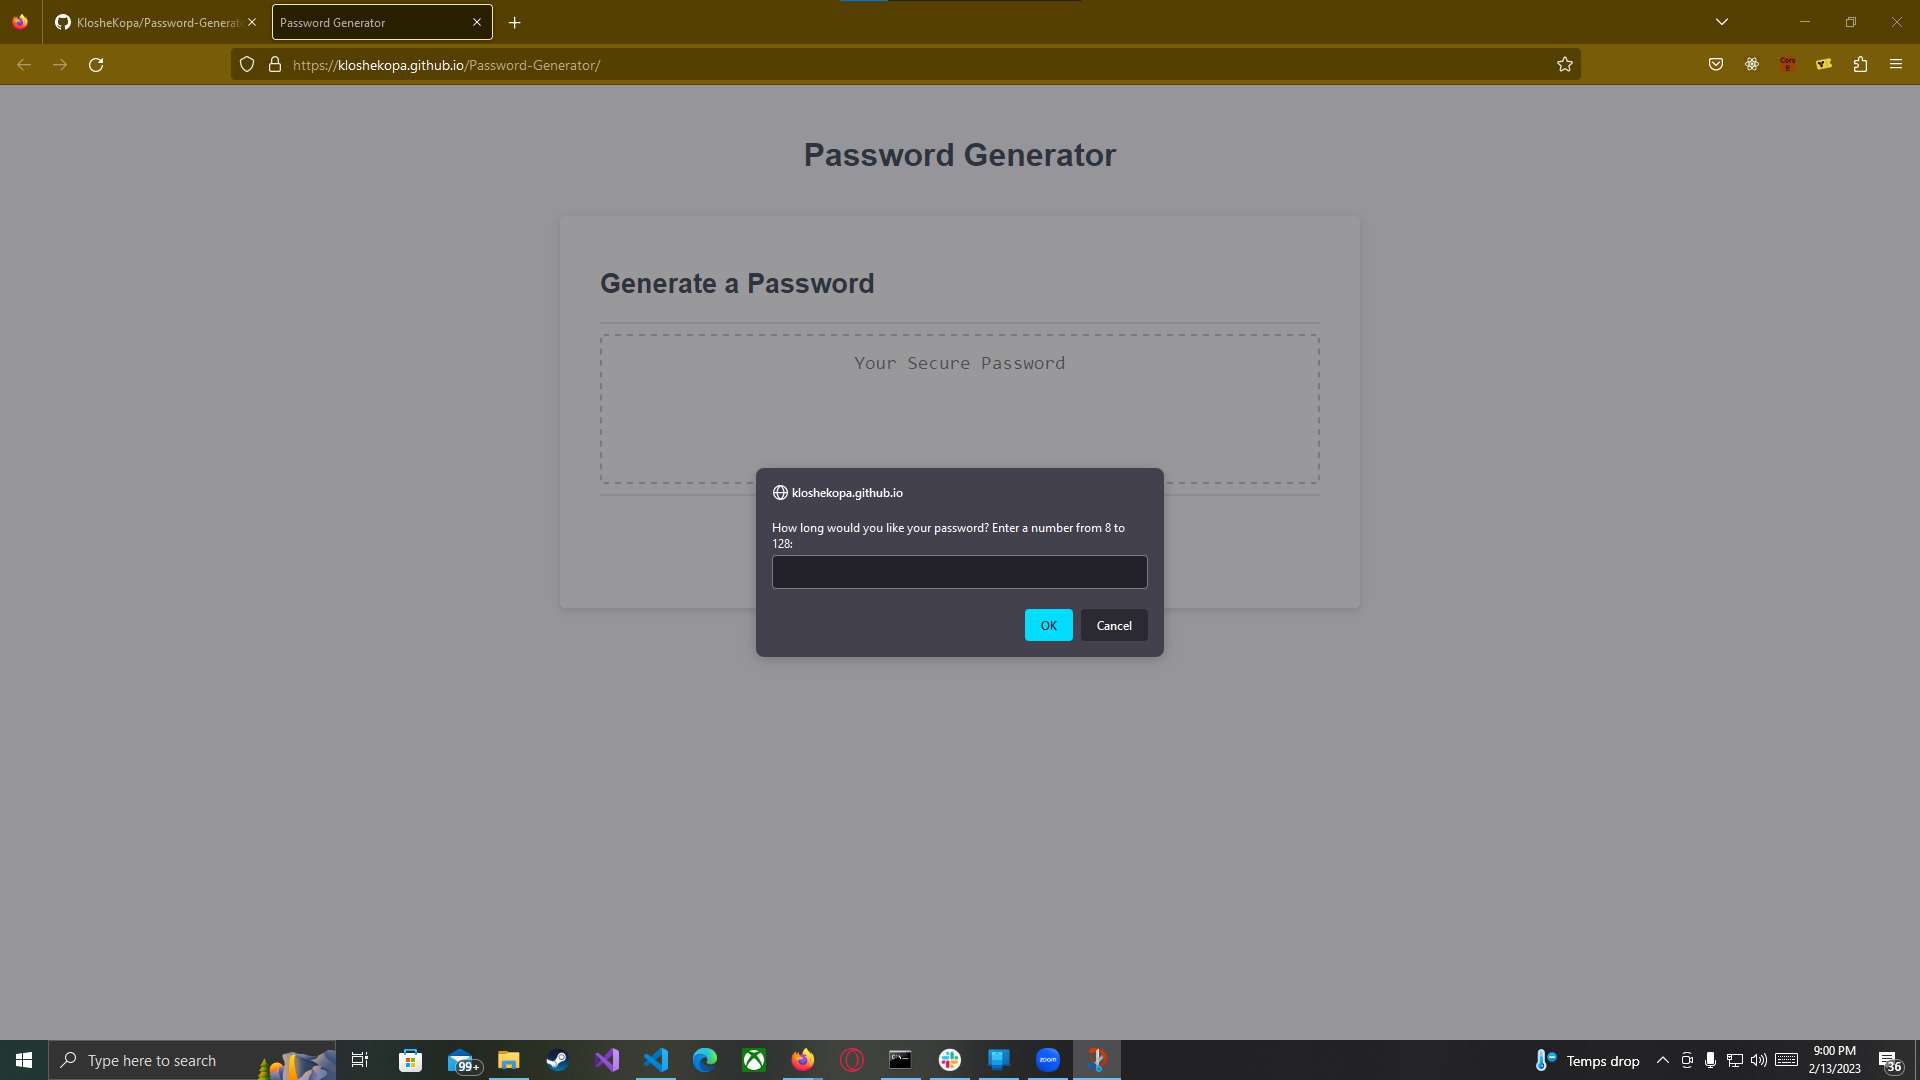 KlosheKopa/Password-Generat
Password Generator
https://kloshekopa.github.io/Password-Generator/
Cors
E
Password Generator
Generate a Password
Your Secure Password
kloshekopa.github.io
How long would you like your password? Enter a number from 8 to
128:
OK
Cancel
Type here to search
99+
zoom
Temps drop
9:00 PM
2/13/2023
36